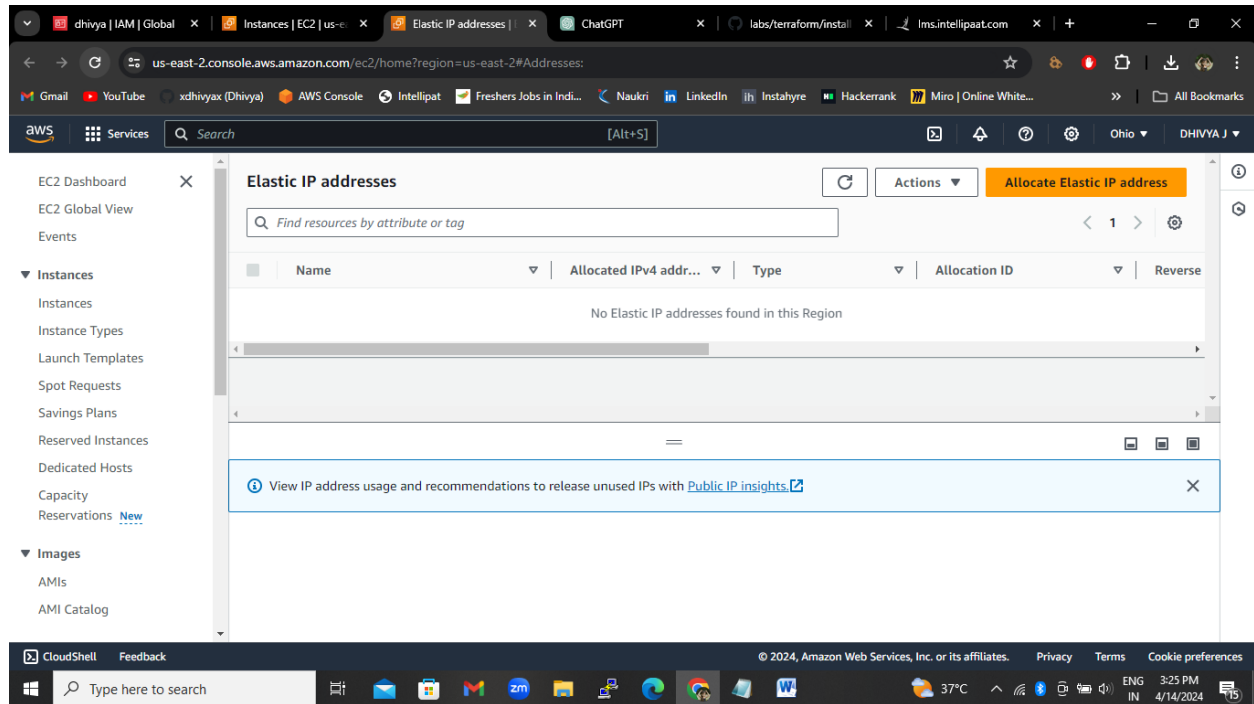 dhivya | IAM | Global
Instances | EC2 | us-e
Elastic IP addresses |
ChatGPT
labs/terraform/install
lms.intellipaat.com
us-east-2.console.aws.amazon.com/ec2/home?region=us-east-2#Addresses:
Gmail YouTube xdhivyax (Dhivya) AWS Console Intellipat Freshers Jobs in Indi... Naukri LinkedIn Instahyre Hackerrank Miro | Online White... » All Bookmarks
aws Services Search [Alt+S] Ohio DHIVYA J
EC2 Dashboard
EC2 Global View
Events
Instances
Instances
Instance Types
Launch Templates
Spot Requests
Savings Plans
Reserved Instances
Dedicated Hosts
Capacity
Reservations New
Images
AMIs
AMI Catalog
Elastic IP addresses
Actions
Allocate Elastic IP address
Find resources by attribute or tag
1
Name Allocated IPv4 addr... Type Allocation ID Reverse
No Elastic IP addresses found in this Region
View IP address usage and recommendations to release unused IPs with Public IP insights.
CloudShell Feedback © 2024, Amazon Web Services, Inc. or its affiliates. Privacy Terms Cookie preferences
Type here to search
zm
W
37°C
ENG
IN
3:25 PM
4/14/2024
15